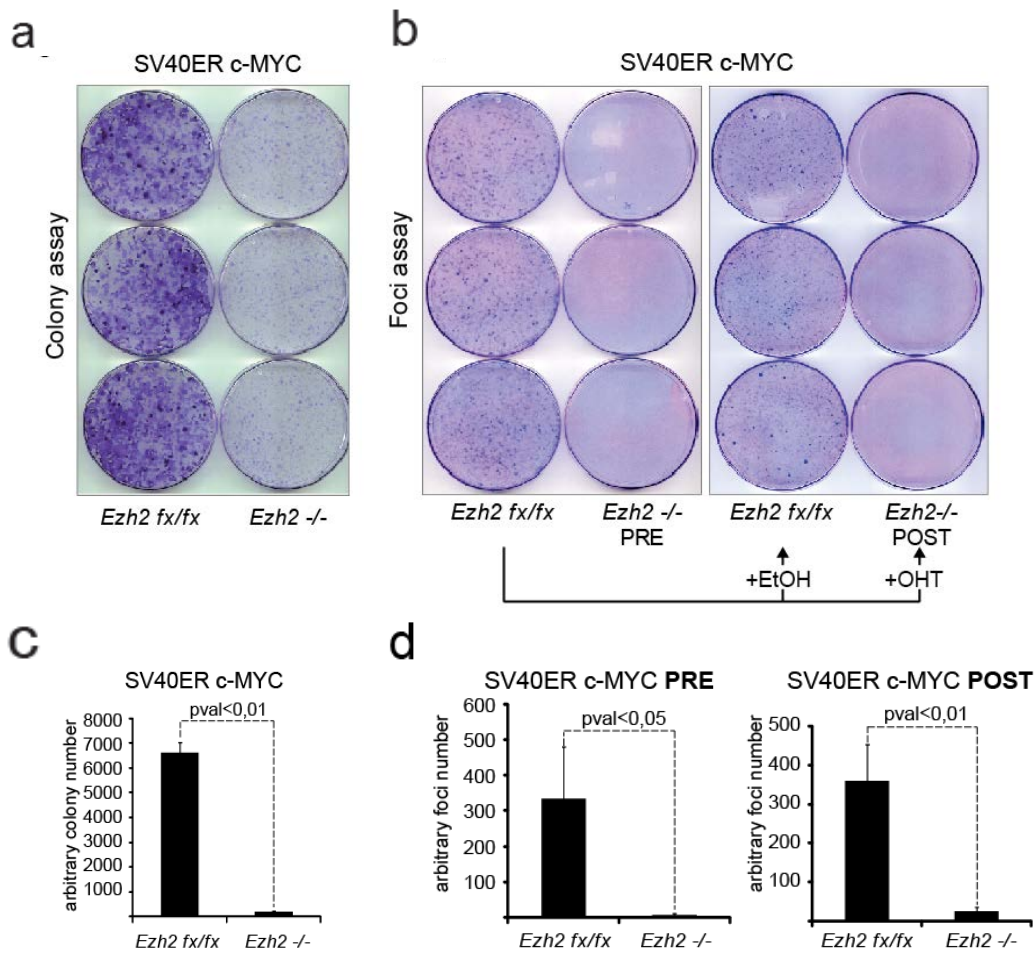 a
SV40ER c-MYC
Colony assay
Ezh2 fx/fx Ezh2 -/-
b
SV40ER c-MYC
Foci assay
Ezh2 fx/fx Ezh2 -/- Ezh2 fx/fx Ezh2-/-
PRE POST
+EtOH +OHT
c
SV40ER c-MYC
pval<0,01
arbitrary colony number
8000
7000
6000
5000
4000
3000
2000
1000
Ezh2 fx/fx Ezh2 -/-
d
SV40ER c-MYC PRE
pval<0,05
arbitrary foci number
600
500
400
300
200
100
Ezh2 fx/fx Ezh2 -/-
SV40ER c-MYC POST
pval<0,01
arbitrary foci number
500
400
300
200
100
Ezh2 fx/fx Ezh2 -/-